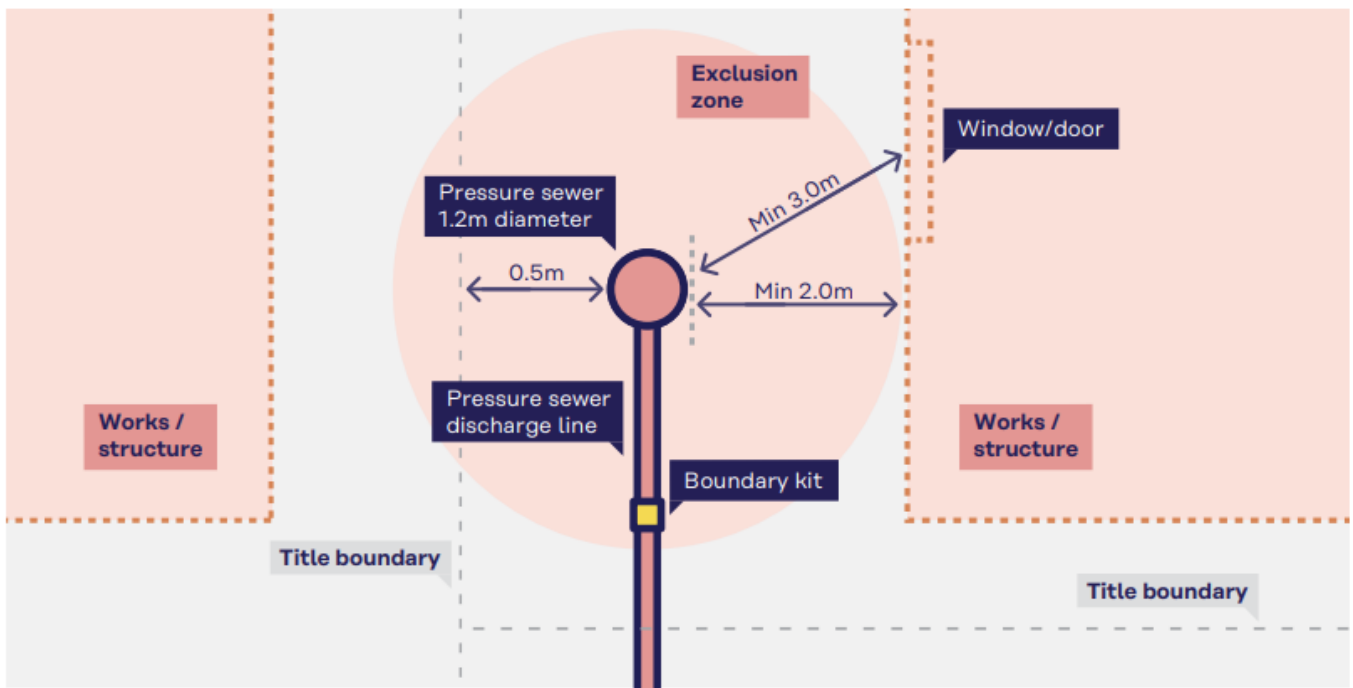 Exclusion
zone
Window/door
Min 3.0m
Pressure sewer
1.2m diameter
0.5m
Min 2.0m
Pressure sewer
discharge line
Works /
structure
Works /
structure
Boundary kit
Title boundary
Title boundary